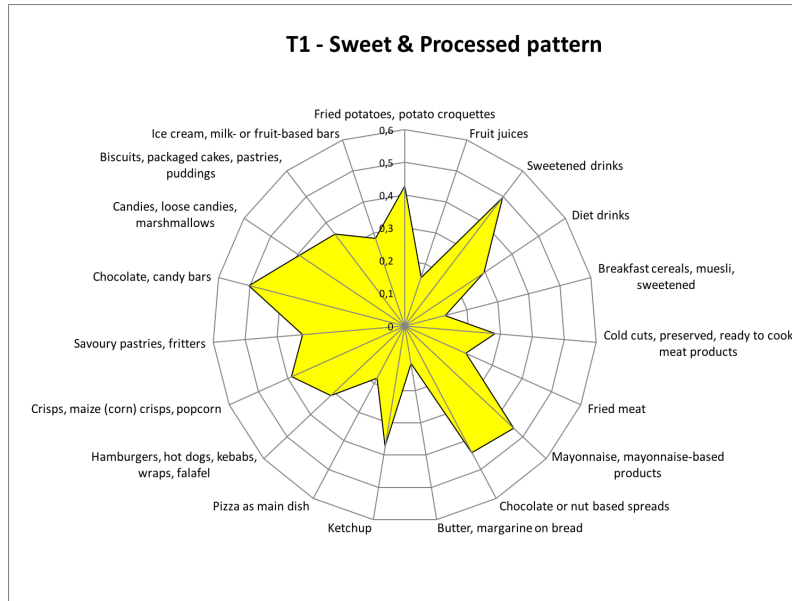 T1 - Sweet & Processed pattern
Fried potatoes, potato croquettes
Ice cream, milk- or fruit-based bars
Fruit juices
Biscuits, packaged cakes, pastries,
puddings
Sweetened drinks
Candies, loose candies,
marshmallows
Diet drinks
Chocolate, candy bars
Breakfast cereals, muesli,
sweetened
Savoury pastries, fritters
Cold cuts, preserved, ready to cook
meat products
Crisps, maize (corn) crisps, popcorn
Fried meat
Hamburgers, hot dogs, kebabs,
wraps, falafel
Mayonnaise, mayonnaise-based
products
Pizza as main dish
Chocolate or nut based spreads
Ketchup
Butter, margarine on bread
0,6
0,5
0,4
0,3
0,2
0,1
0